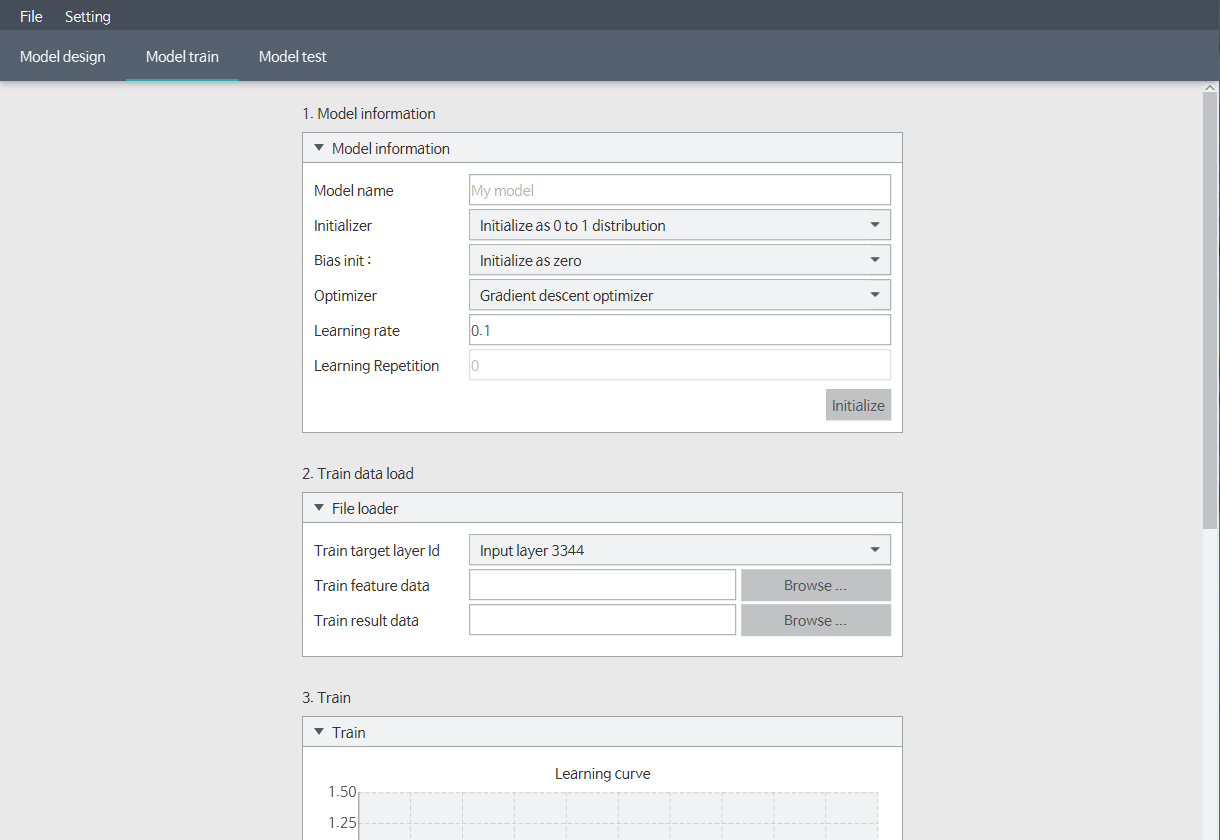 File Setting
Model design Model train Model test
1. Model information
Model information
Model name My model
Initializer Initialize as 0 to 1 distribution
Bias init : Initialize as zero
Optimizer Gradient descent optimizer
Learning rate 0.1
Learning Repetition 0
Initialize
2. Train data load
File loader
Train target layer Id Input layer 3344
Train feature data Browse ...
Train result data Browse ...
3. Train
Train
Learning curve
1.50
1.25